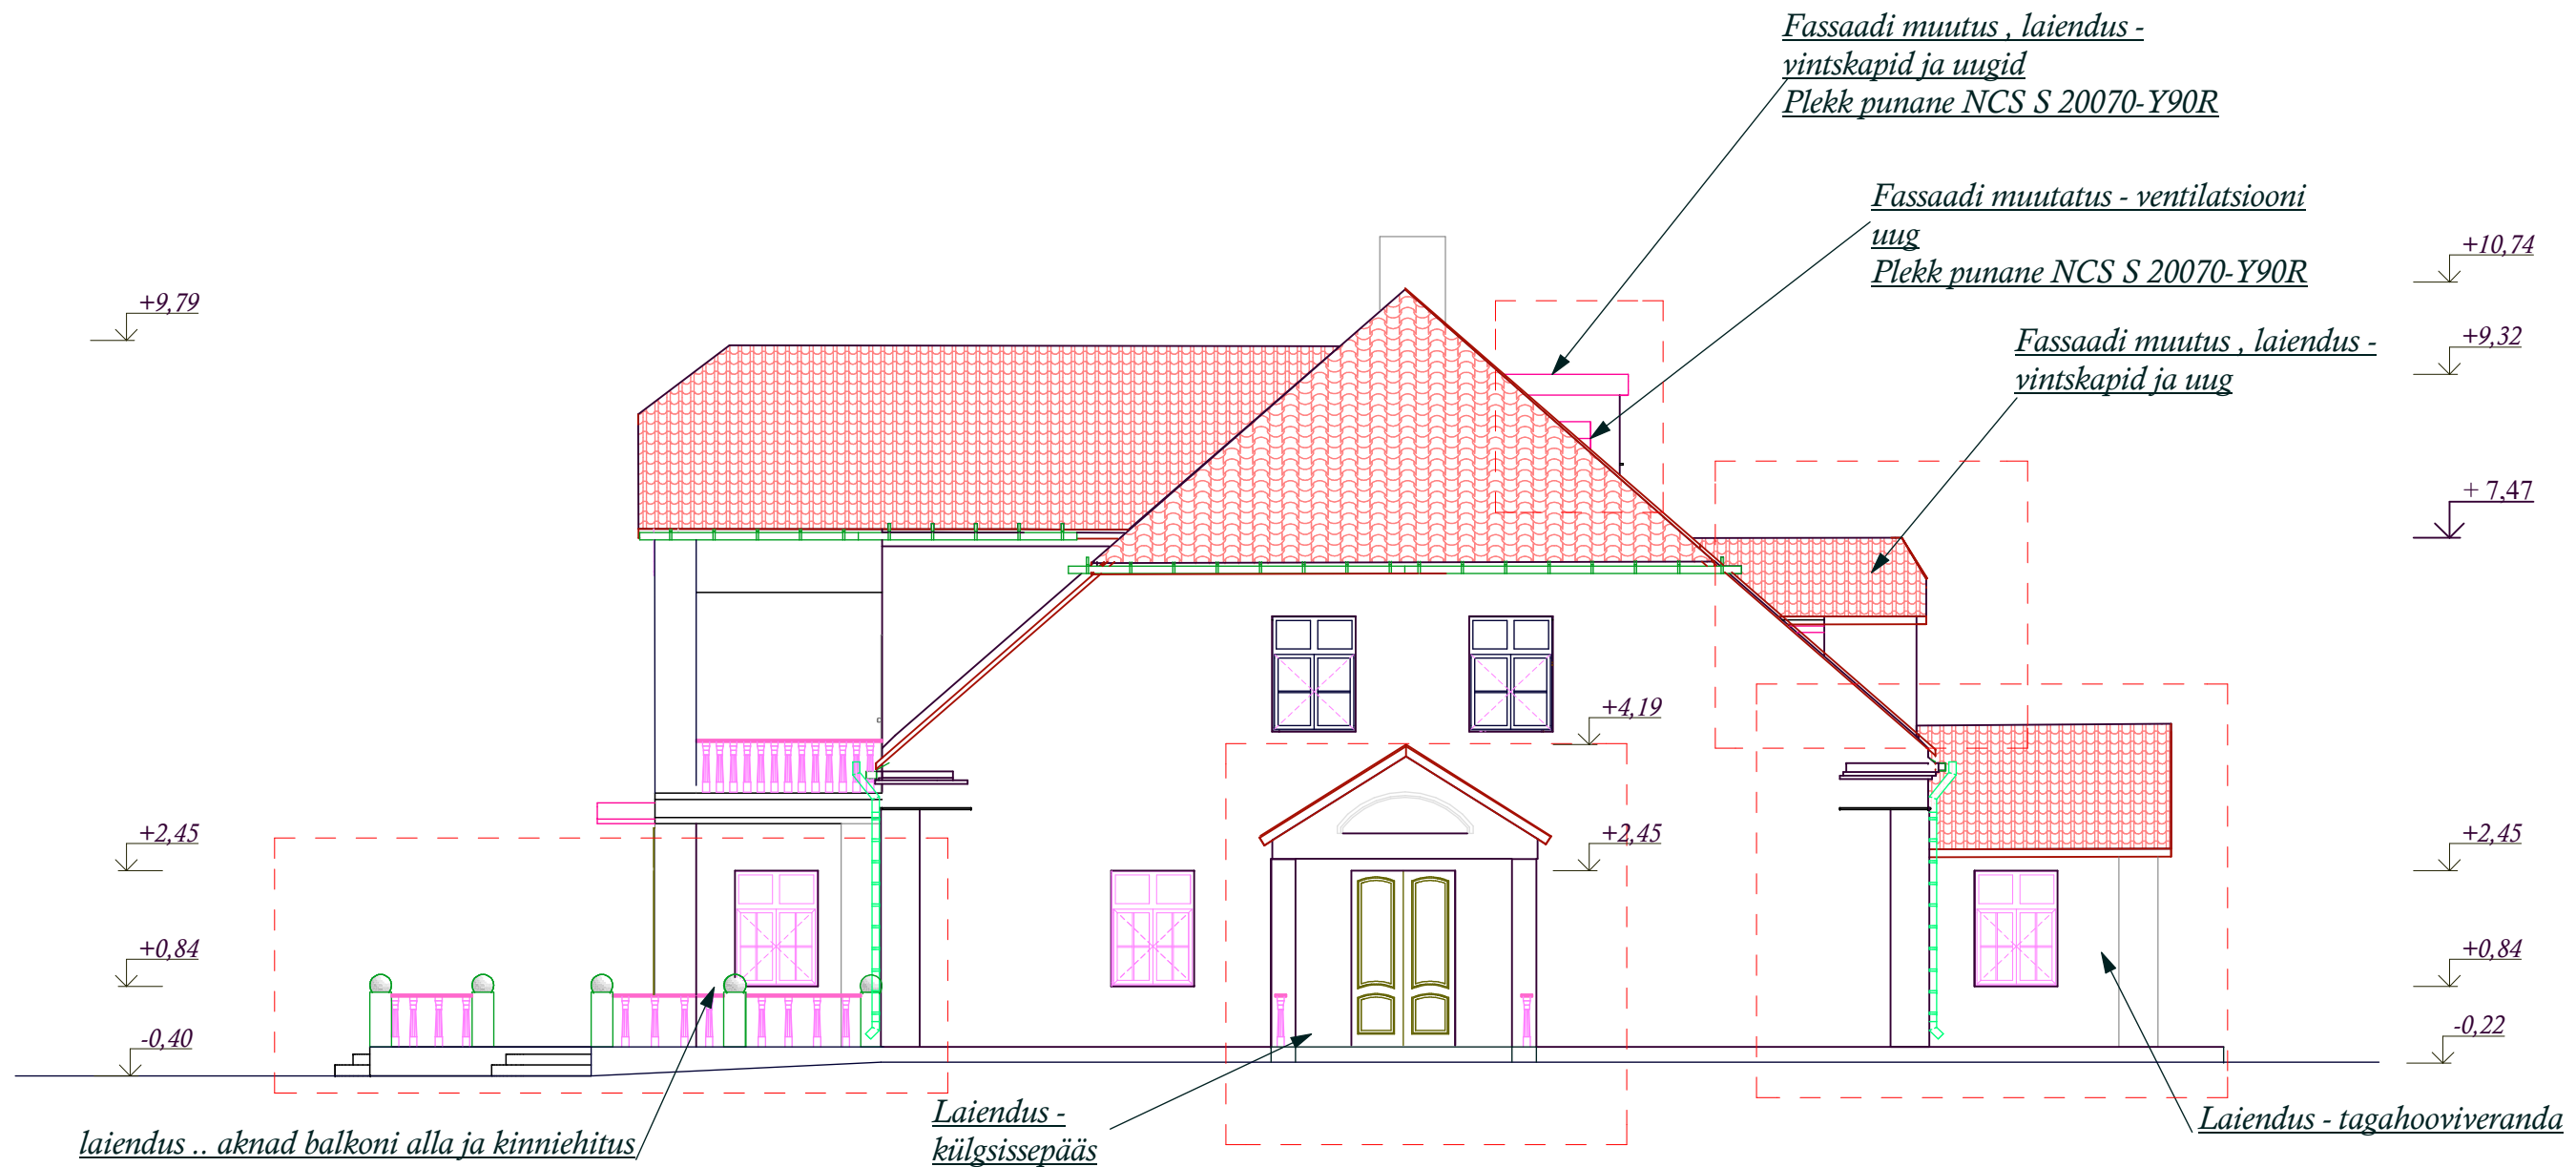 Fassaadi muutus , laiendus -
vintskapid ja uugid
Plekk punane NCS S 20070-Y90R
Fassaadi muutatus - ventilatsiooni
uug
Plekk punane NCS S 20070-Y90R
+10,74
+9,79
+9,32
Fassaadi muutus , laiendus -
vintskapid ja uug
+ 7,47
+4,19
+2,45
+2,45
+2,45
+0,84
+0,84
-0,40
-0,22
laiendus .. aknad balkoni alla ja kinniehitus
Laiendus -
külgsissepääs
Laiendus - tagahooviveranda